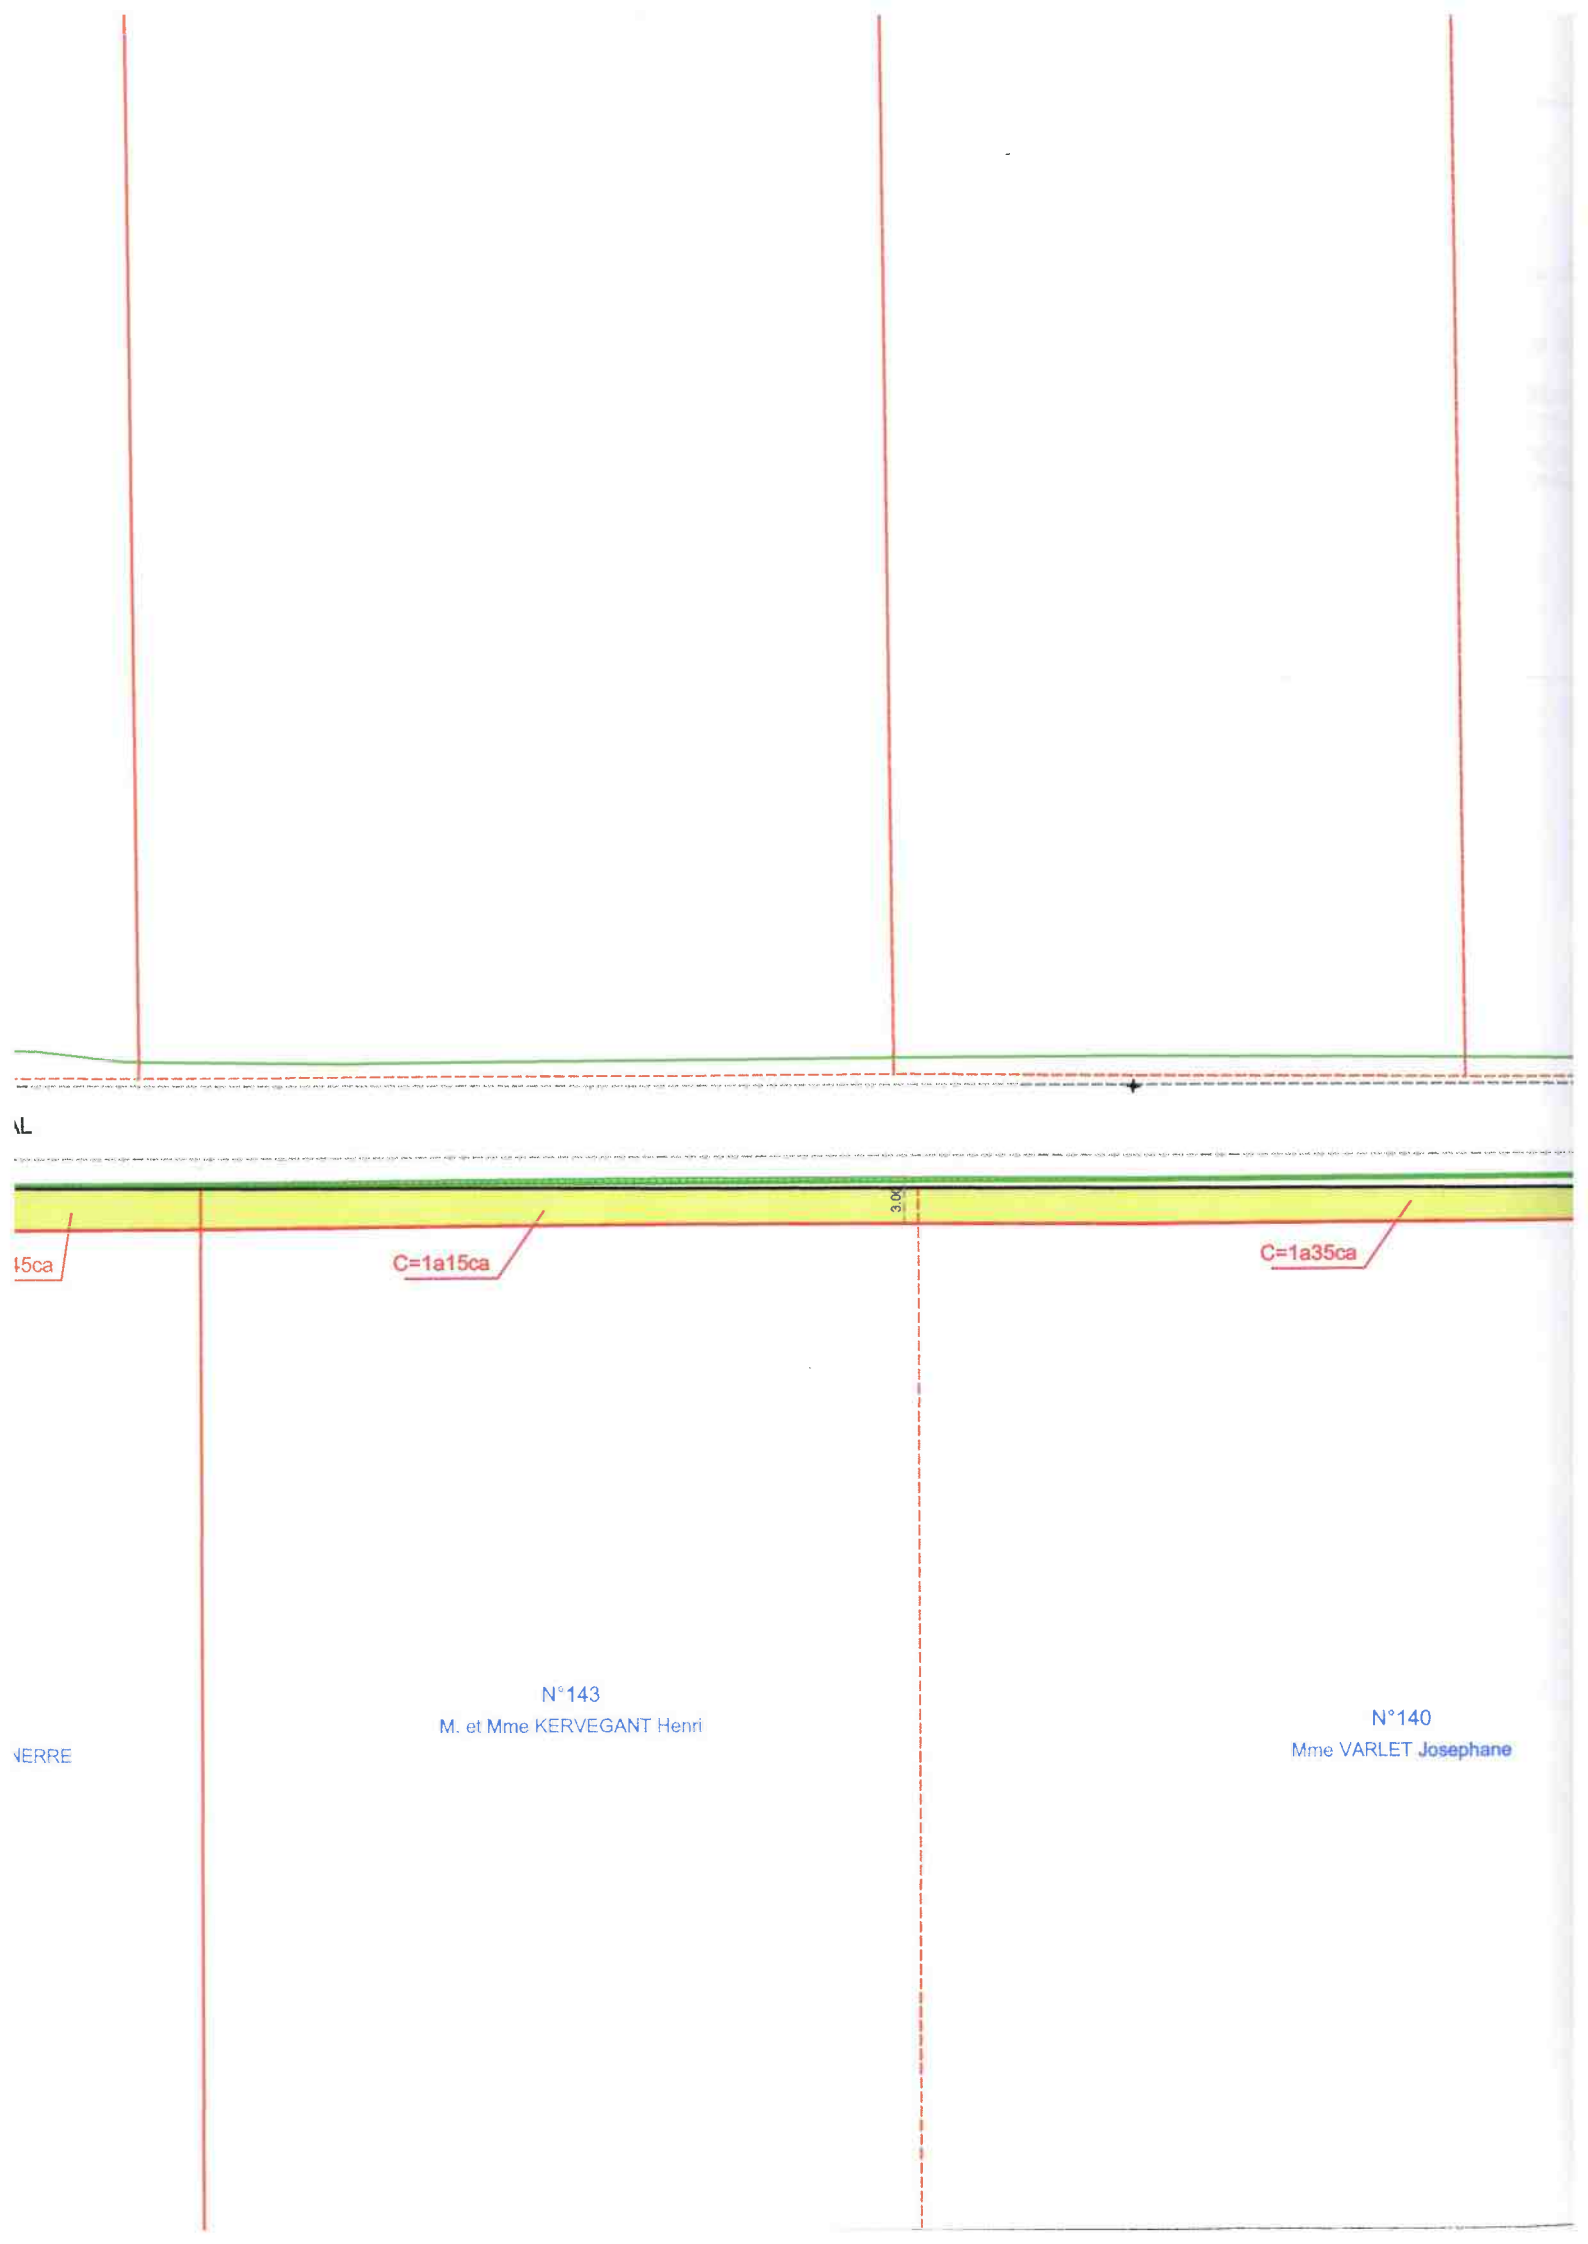 AL
3.00
45ca
C=1a15ca
C=1a35ca
N°143
M. et Mme KERVEGANT Henri
N°140
Mme VARLET Josephane
NERRE